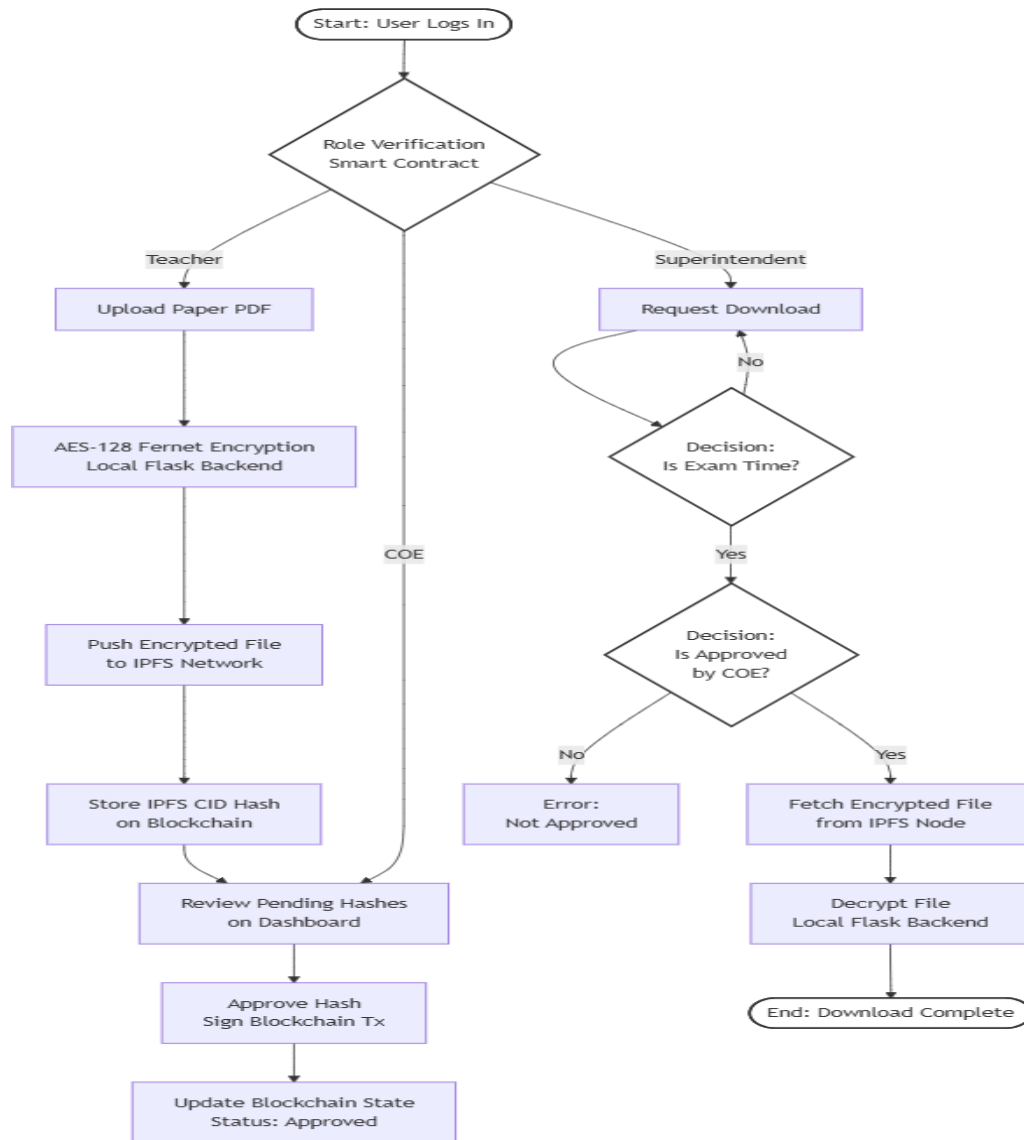 Start: User Logs In
Role Verification
Smart Contract
Teacher
Superintendent
Upload Paper PDF
Request Download
No
AES-128 Fernet Encryption
Local Flask Backend
Decision:
Is Exam Time?
COE
Yes
Push Encrypted File
to IPFS Network
Decision:
Is Approved
by COE?
No
Yes
Store IPFS CID Hash
on Blockchain
Error:
Not Approved
Fetch Encrypted File
from IPFS Node
Review Pending Hashes
on Dashboard
Decrypt File
Local Flask Backend
Approve Hash
Sign Blockchain Tx
End: Download Complete
Update Blockchain State
Status: Approved